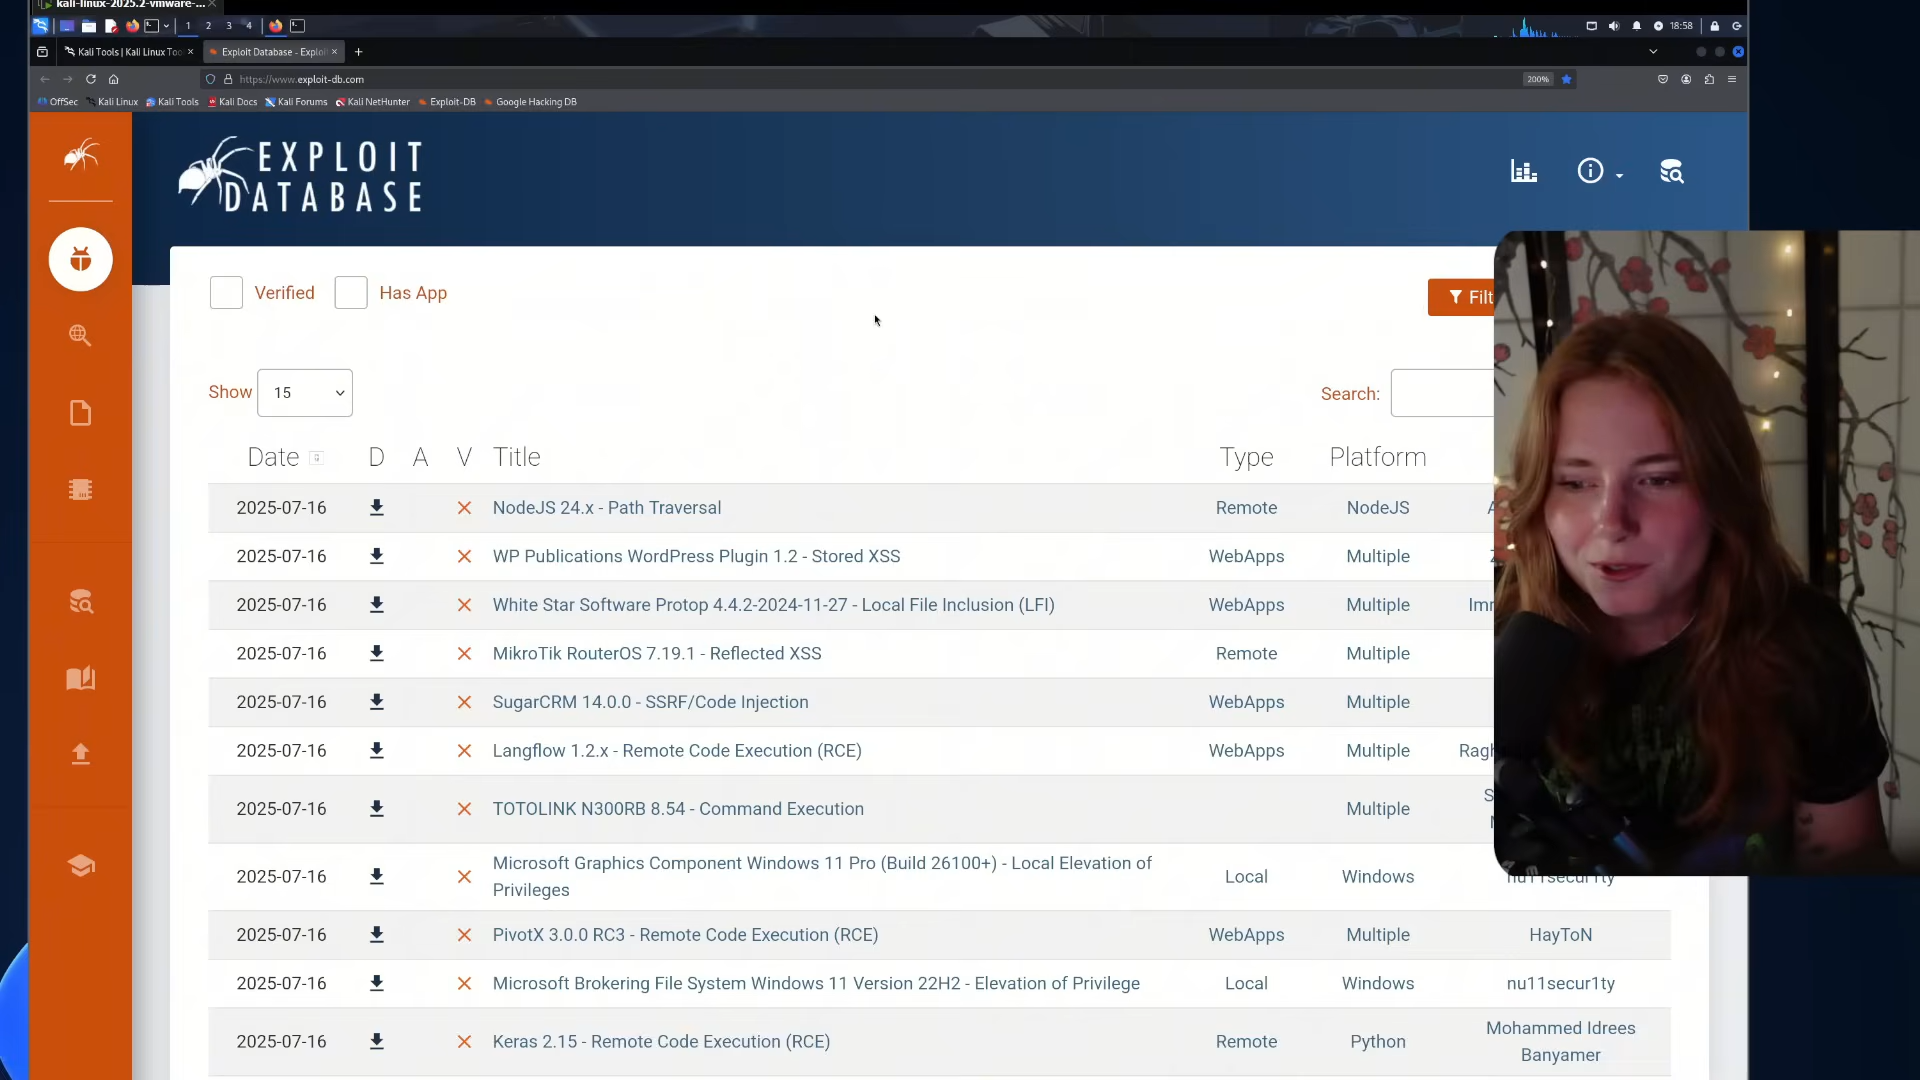 kali-linux-2025.2-vmware-...
1 2 3 4
18:58
Kali Tools | Kali Linux Too
Exploit Database - Exploi
https://www.exploit-db.com
200%
OffSec Kali Linux Kali Tools Kali Docs Kali Forums Kali NetHunter Exploit-DB Google Hacking DB
EXPLOIT
DATABASE
Verified Has App
Filt
Show 15
Search:
Date D A V Title Type Platform
2025-07-16 NodeJS 24.x - Path Traversal Remote NodeJS A
2025-07-16 WP Publications WordPress Plugin 1.2 - Stored XSS WebApps Multiple Z
2025-07-16 White Star Software Protop 4.4.2-2024-11-27 - Local File Inclusion (LFI) WebApps Multiple Imr
2025-07-16 MikroTik RouterOS 7.19.1 - Reflected XSS Remote Multiple
2025-07-16 SugarCRM 14.0.0 - SSRF/Code Injection WebApps Multiple
2025-07-16 Langflow 1.2.x - Remote Code Execution (RCE) WebApps Multiple Ragh
2025-07-16 TOTOLINK N300RB 8.54 - Command Execution Multiple S
Microsoft Graphics Component Windows 11 Pro (Build 26100+) - Local Elevation of
2025-07-16 Privileges Local Windows nu11secur1ty
2025-07-16 PivotX 3.0.0 RC3 - Remote Code Execution (RCE) WebApps Multiple HayToN
2025-07-16 Microsoft Brokering File System Windows 11 Version 22H2 - Elevation of Privilege Local Windows nu11secur1ty
2025-07-16 Keras 2.15 - Remote Code Execution (RCE) Remote Python Mohammed Idrees
Banyamer